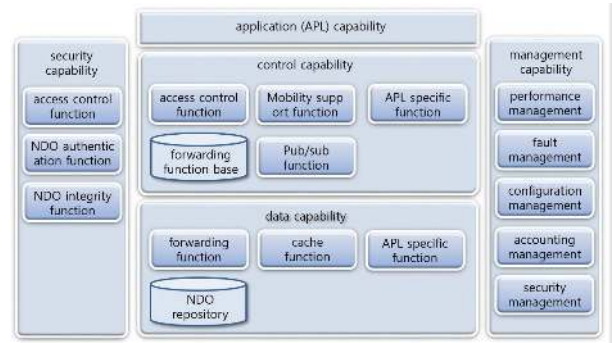 application (APL) capability
security
capability
access control
function
NDO authentic
ation function
NDO integrity
function
control capability
access control
function
Mobility supp
ort function
APL specific
function
forwarding
function base
Pub/sub
function
data capability
forwarding
function
cache
function
APL specific
function
NDO
repository
management
capability
performance
management
fault
management
configuration
management
accounting
management
security
management